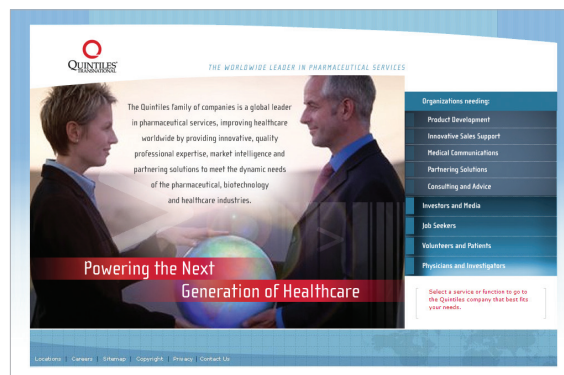 QUINTILES
TRANSNATIONAL
THE WORLDWIDE LEADER IN PHARMACEUTICAL SERVICES
The Quintiles family of companies is a global leader
in pharmaceutical services, improving healthcare
worldwide by providing innovative, quality
professional expertise, market intelligence and
partnering solutions to meet the dynamic needs
of the pharmaceutical, biotechnology
and healthcare industries.
Powering the Next
Generation of Healthcare
Organizations needing:
Product Development
Innovative Sales Support
Medical Communications
Partnering Solutions
Consulting and Advice
Investors and Media
Job Seekers
Volunteers and Patients
Physicians and Investigators
Select a service or function to go to
the Quintiles company that best fits
your needs.
Locations | Careers | Sitemap | Copyright | Privacy | Contact Us